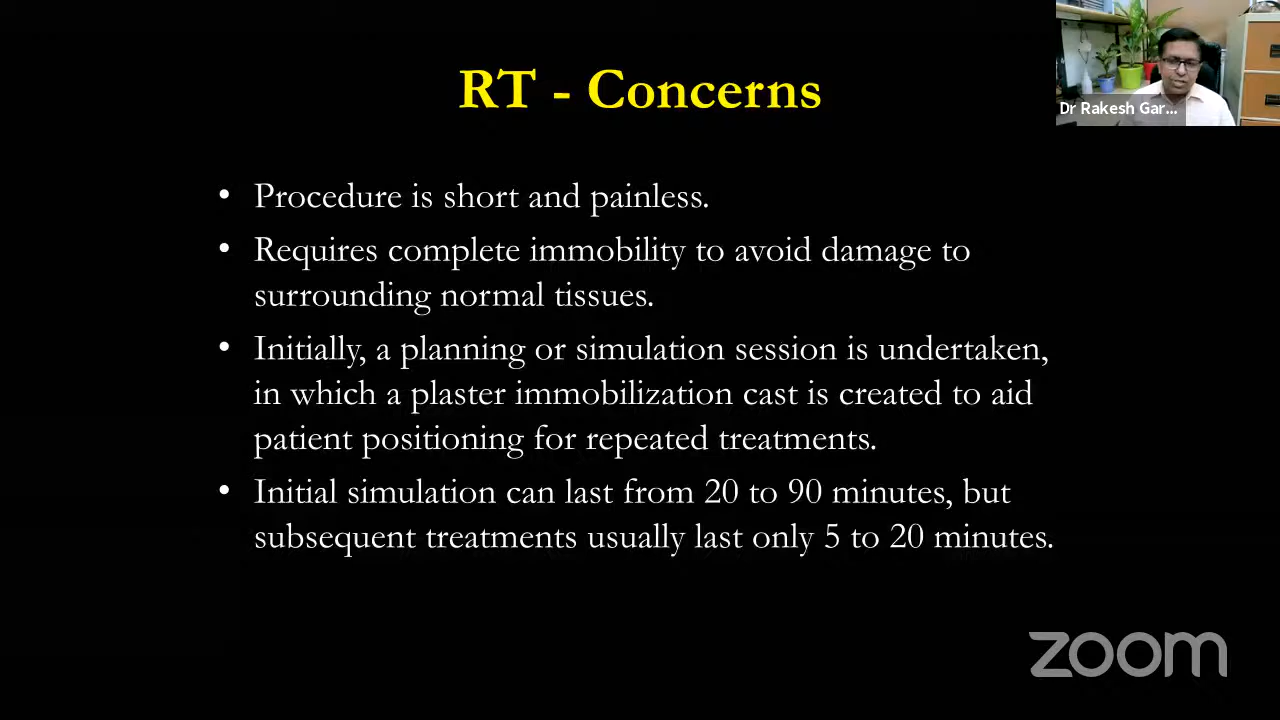 RT - Concerns
Dr Rakesh Gar...
• Procedure is short and painless.
• Requires complete immobility to avoid damage to
surrounding normal tissues.
• Initially, a planning or simulation session is undertaken,
in which a plaster immobilization cast is created to aid
patient positioning for repeated treatments.
• Initial simulation can last from 20 to 90 minutes, but
subsequent treatments usually last only 5 to 20 minutes.
zoom